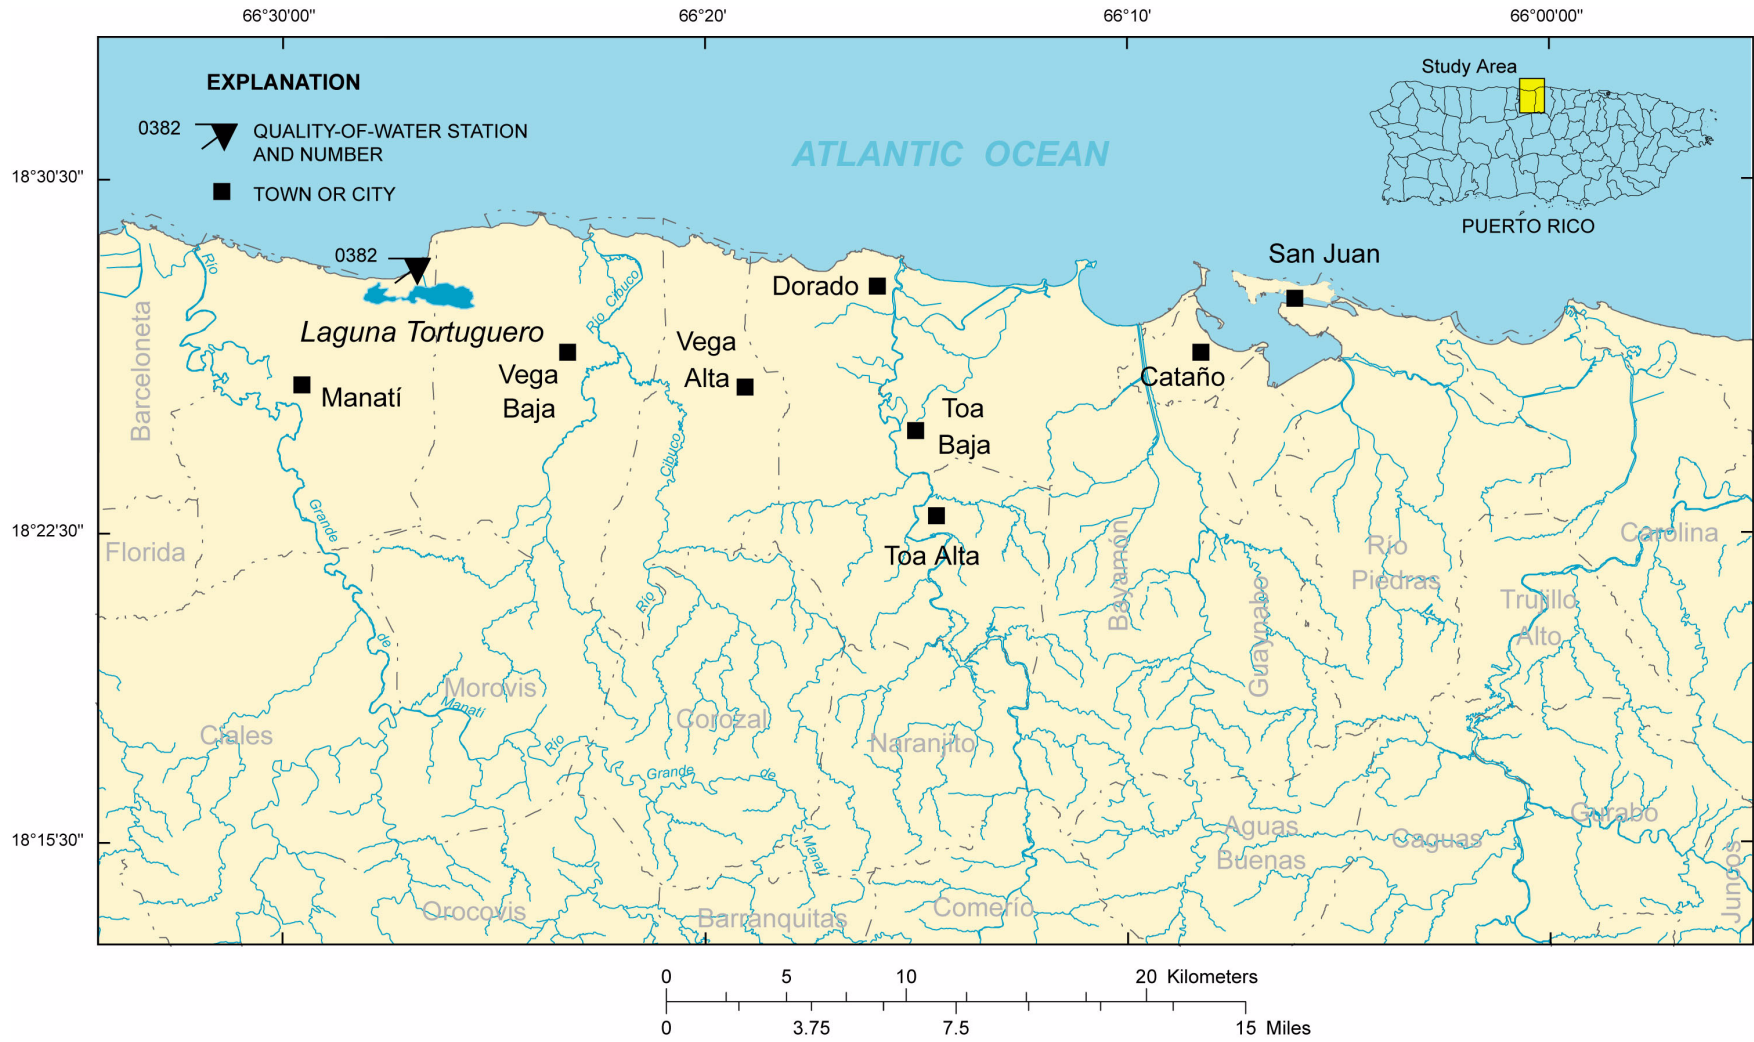 66°30'00"
66°20'
66°10'
66°00'00"
EXPLANATION
0382
QUALITY-OF-WATER STATION
AND NUMBER
TOWN OR CITY
ATLANTIC OCEAN
Study Area
PUERTO RICO
18°30'30"
18°22'30"
18°15'30"
0382
Laguna Tortuguero
Río
Grande
de
Manatí
Río
Grande
de
Manatí
Río Cibuco
Cibuco
Río
Barceloneta
Manatí
Vega
Baja
Vega
Alta
Dorado
Toa
Baja
Toa Alta
Cataño
San Juan
Florida
Bayamón
Guaynabo
Río
Piedras
Carolina
Trujillo
Alto
Ciales
Morovis
Corozal
Naranjito
Aguas
Buenas
Caguas
Gurabo
Juncos
Orocovis
Barranquitas
Comerío
0 5 10 20 Kilometers
0 3.75 7.5 15 Miles